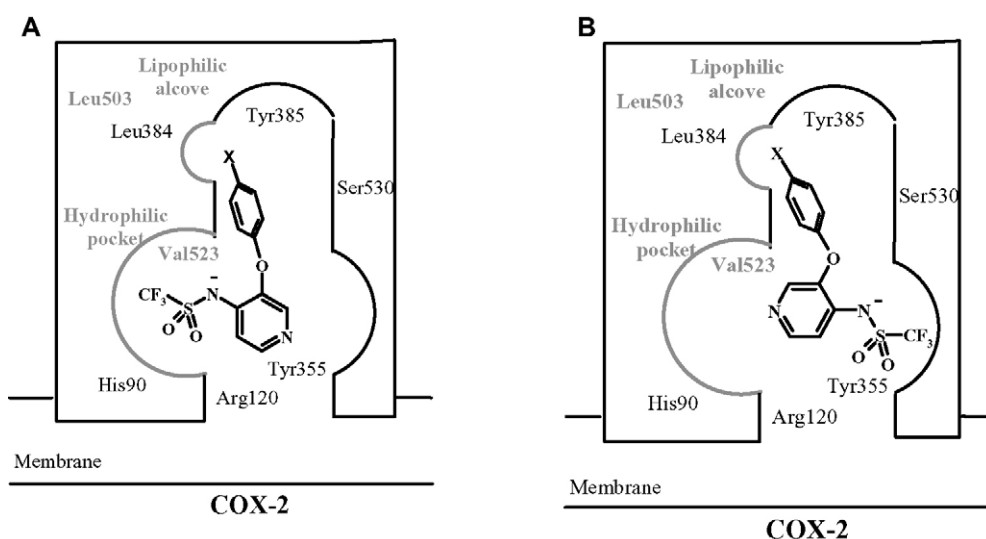 A
Lipophilic
alcove
Leu503
Tyr385
Leu384
X
Ser530
Hydrophilic
pocket
Val523
O
–
CF3
N
S
O
O
N
Tyr355
His90
Arg120
Membrane
COX-2
B
Lipophilic
alcove
Leu503
Tyr385
Leu384
X
Ser530
Hydrophilic
pocket
Val523
O
N
–
N
S
CF3
O
O
Tyr355
His90
Arg120
Membrane
COX-2